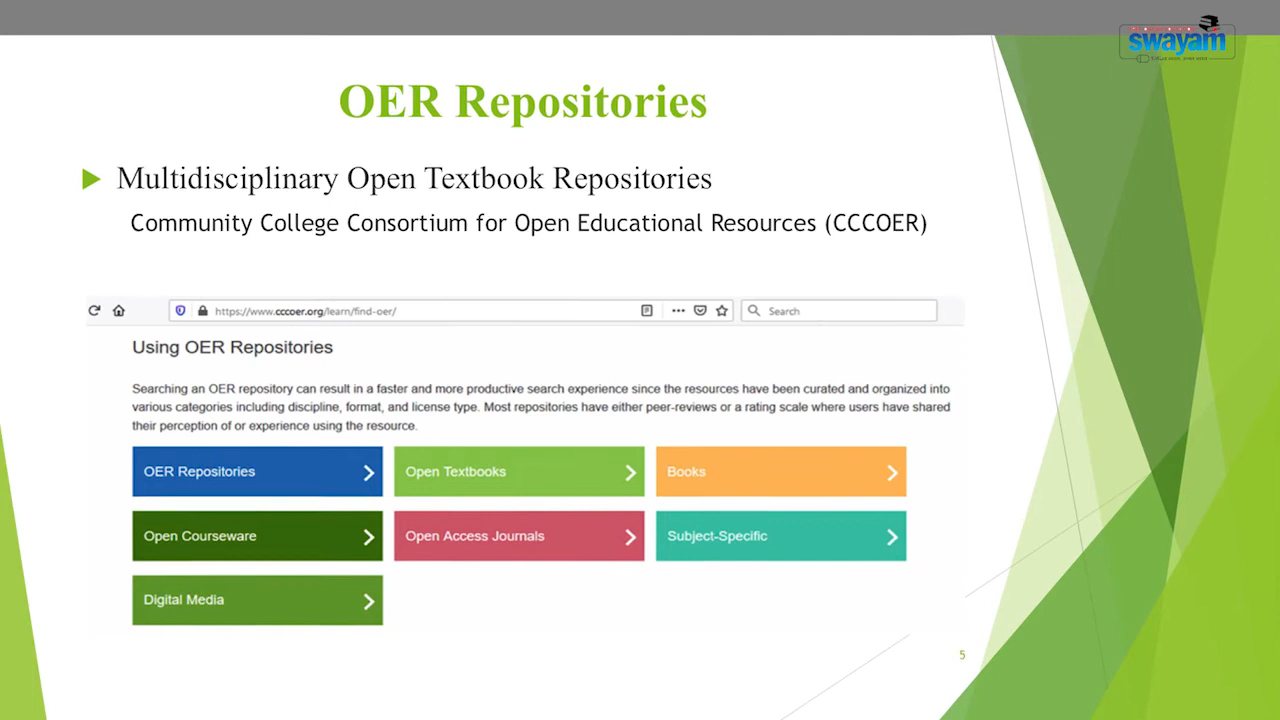 swayam
OER Repositories
Multidisciplinary Open Textbook Repositories
Community College Consortium for Open Educational Resources (CCCOER)
https://www.cccoer.org/learn/find-oer/
Search
Using OER Repositories
Searching an OER repository can result in a faster and more productive search experience since the resources have been curated and organized into
various categories including discipline, format, and license type. Most repositories have either peer-reviews or a rating scale where users have shared
their perception of or experience using the resource.
OER Repositories
Open Textbooks
Books
Open Courseware
Open Access Journals
Subject-Specific
Digital Media
5